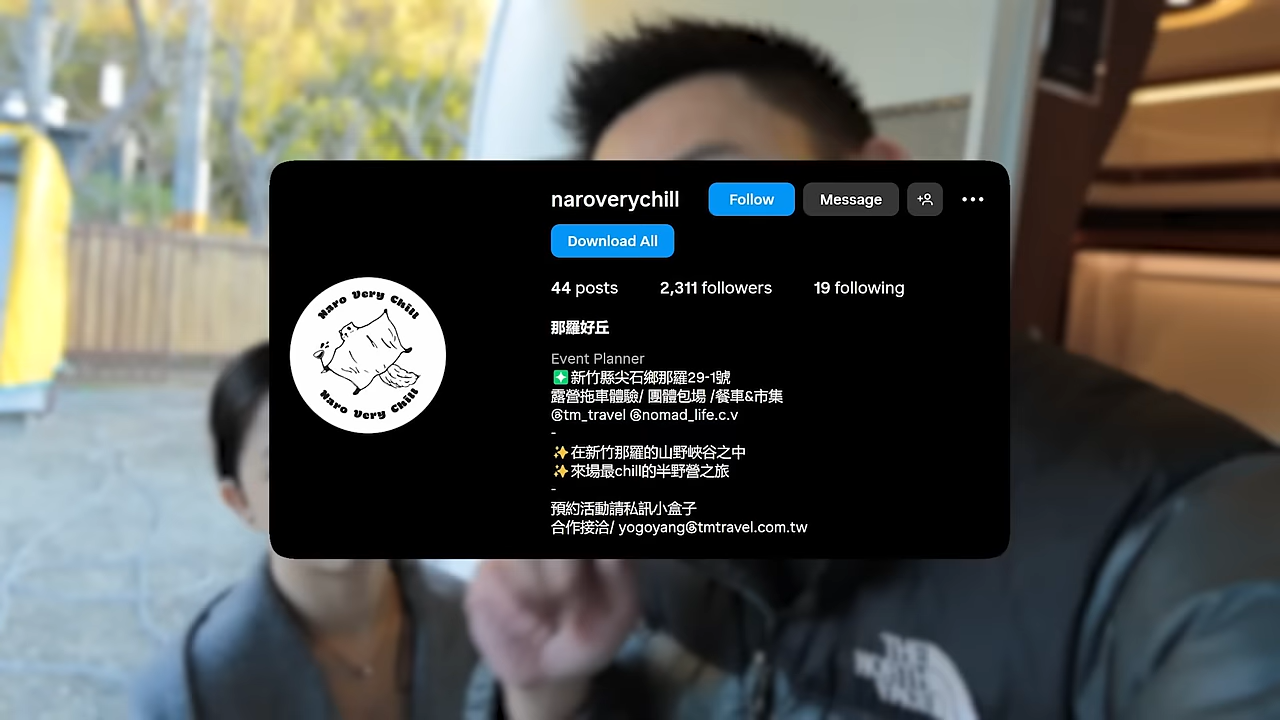 naroverychill Follow Message
Download All
44 posts 2,311 followers 19 following
那羅好丘
Event Planner
新竹縣尖石鄉那羅29-1號
露營拖車體驗/ 團體包場 /餐車&市集
@tm_travel @nomad_life.c.v
-
✨在新竹那羅的山野峽谷之中
✨來場最chill的半野營之旅
-
預約活動請私訊小盒子
合作接洽/ yogoyang@tmtravel.com.tw
Naro Very Chill
Naro Very Chill
THE
NORTH
FACE